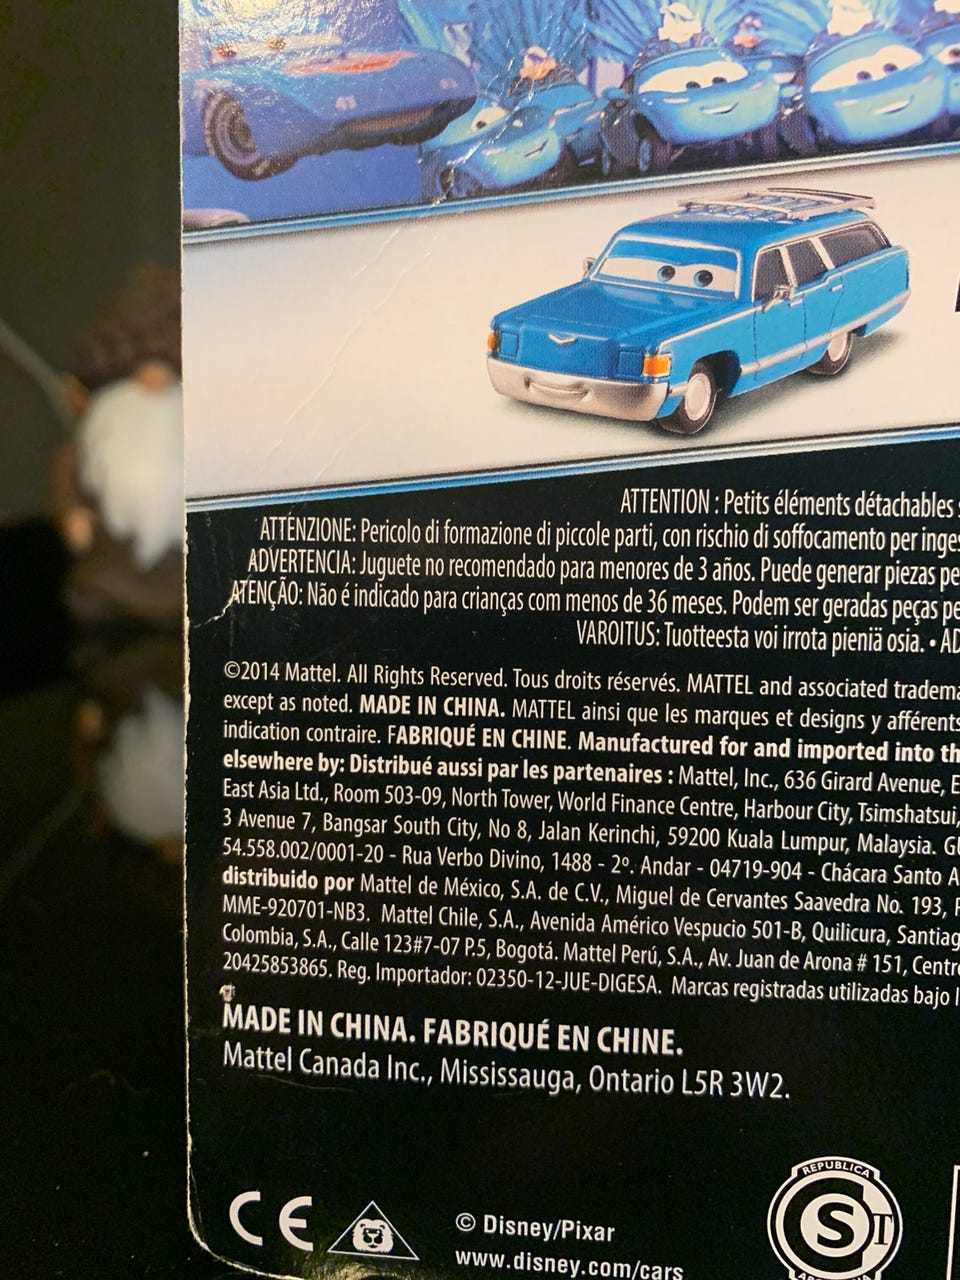 ATTENTION : Petits éléments détachables
ATTENZIONE: Pericolo di formazione di piccole parti, con rischio di soffocamento per inges
ADVERTENCIA: Juguete no recomendado para menores de 3 años. Puede generar piezas pe
ATENÇÃO: Não é indicado para crianças com menos de 36 meses. Podem ser geradas peças pe
VAROITUS: Tuotteesta voi irrota pieniä osia. • AD
©2014 Mattel. All Rights Reserved. Tous droits réservés. MATTEL and associated tradema
except as noted. MADE IN CHINA. MATTEL ainsi que les marques et designs y afférents
indication contraire. FABRIQUÉ EN CHINE. Manufactured for and imported into th
elsewhere by: Distribué aussi par les partenaires : Mattel, Inc., 636 Girard Avenue, E
East Asia Ltd., Room 503-09, North Tower, World Finance Centre, Harbour City, Tsimshatsui,
3 Avenue 7, Bangsar South City, No 8, Jalan Kerinchi, 59200 Kuala Lumpur, Malaysia. GU
54.558.002/0001-20 - Rua Verbo Divino, 1488 - 2º. Andar - 04719-904 - Chácara Santo A
distribuido por Mattel de México, S.A. de C.V., Miguel de Cervantes Saavedra No. 193, P
MME-920701-NB3. Mattel Chile, S.A., Avenida Américo Vespucio 501-B, Quilicura, Santiag
Colombia, S.A., Calle 123#7-07 P.5, Bogotá. Mattel Perú, S.A., Av. Juan de Arona # 151, Centr
20425853865. Reg. Importador: 02350-12-JUE-DIGESA. Marcas registradas utilizadas bajo l
MADE IN CHINA. FABRIQUÉ EN CHINE.
Mattel Canada Inc., Mississauga, Ontario L5R 3W2.
REPUBLICA
CE
S
T
© Disney/Pixar
www.disney.com/cars